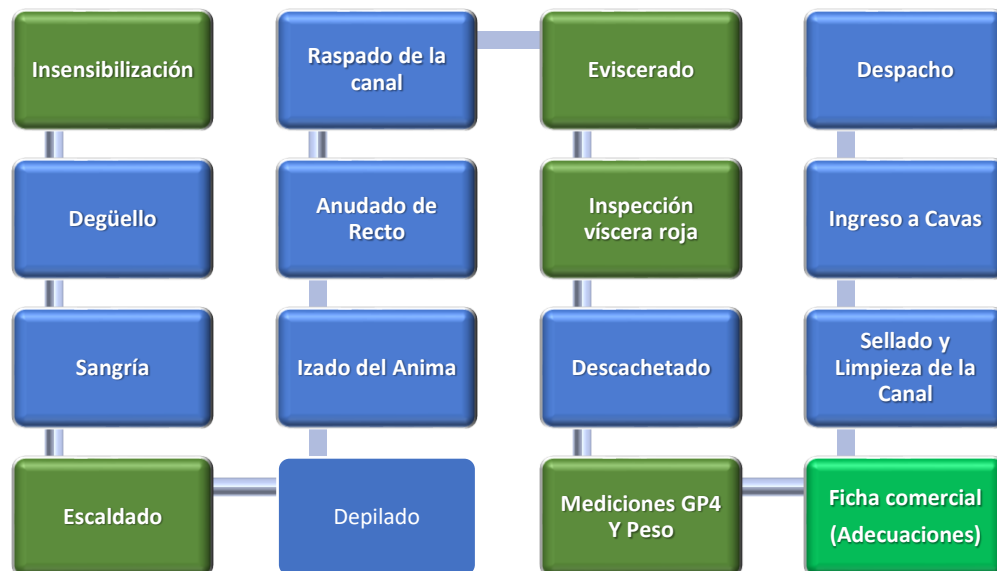 Insensibilización
Degüello
Sangría
Escaldado
Depilado
Izado del Anima
Anudado de
Recto
Raspado de la
canal
Eviscerado
Inspección
víscera roja
Descachetado
Mediciones GP4
Y Peso
Ficha comercial
(Adecuaciones)
Sellado y
Limpieza de la
Canal
Ingreso a Cavas
Despacho